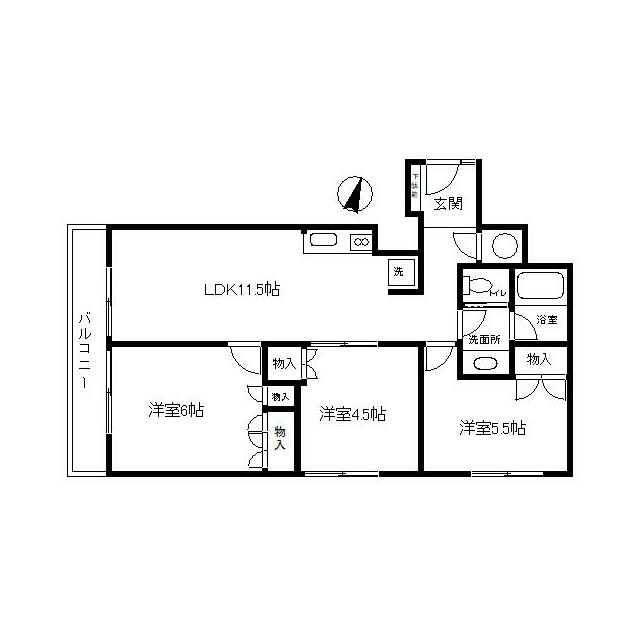 下駄箱
玄関
洗
LDK11.5帖
トイレ
浴室
洗面所
バルコニー
物入
物入
洋室6帖
物入
洋室4.5帖
洋室5.5帖
物入